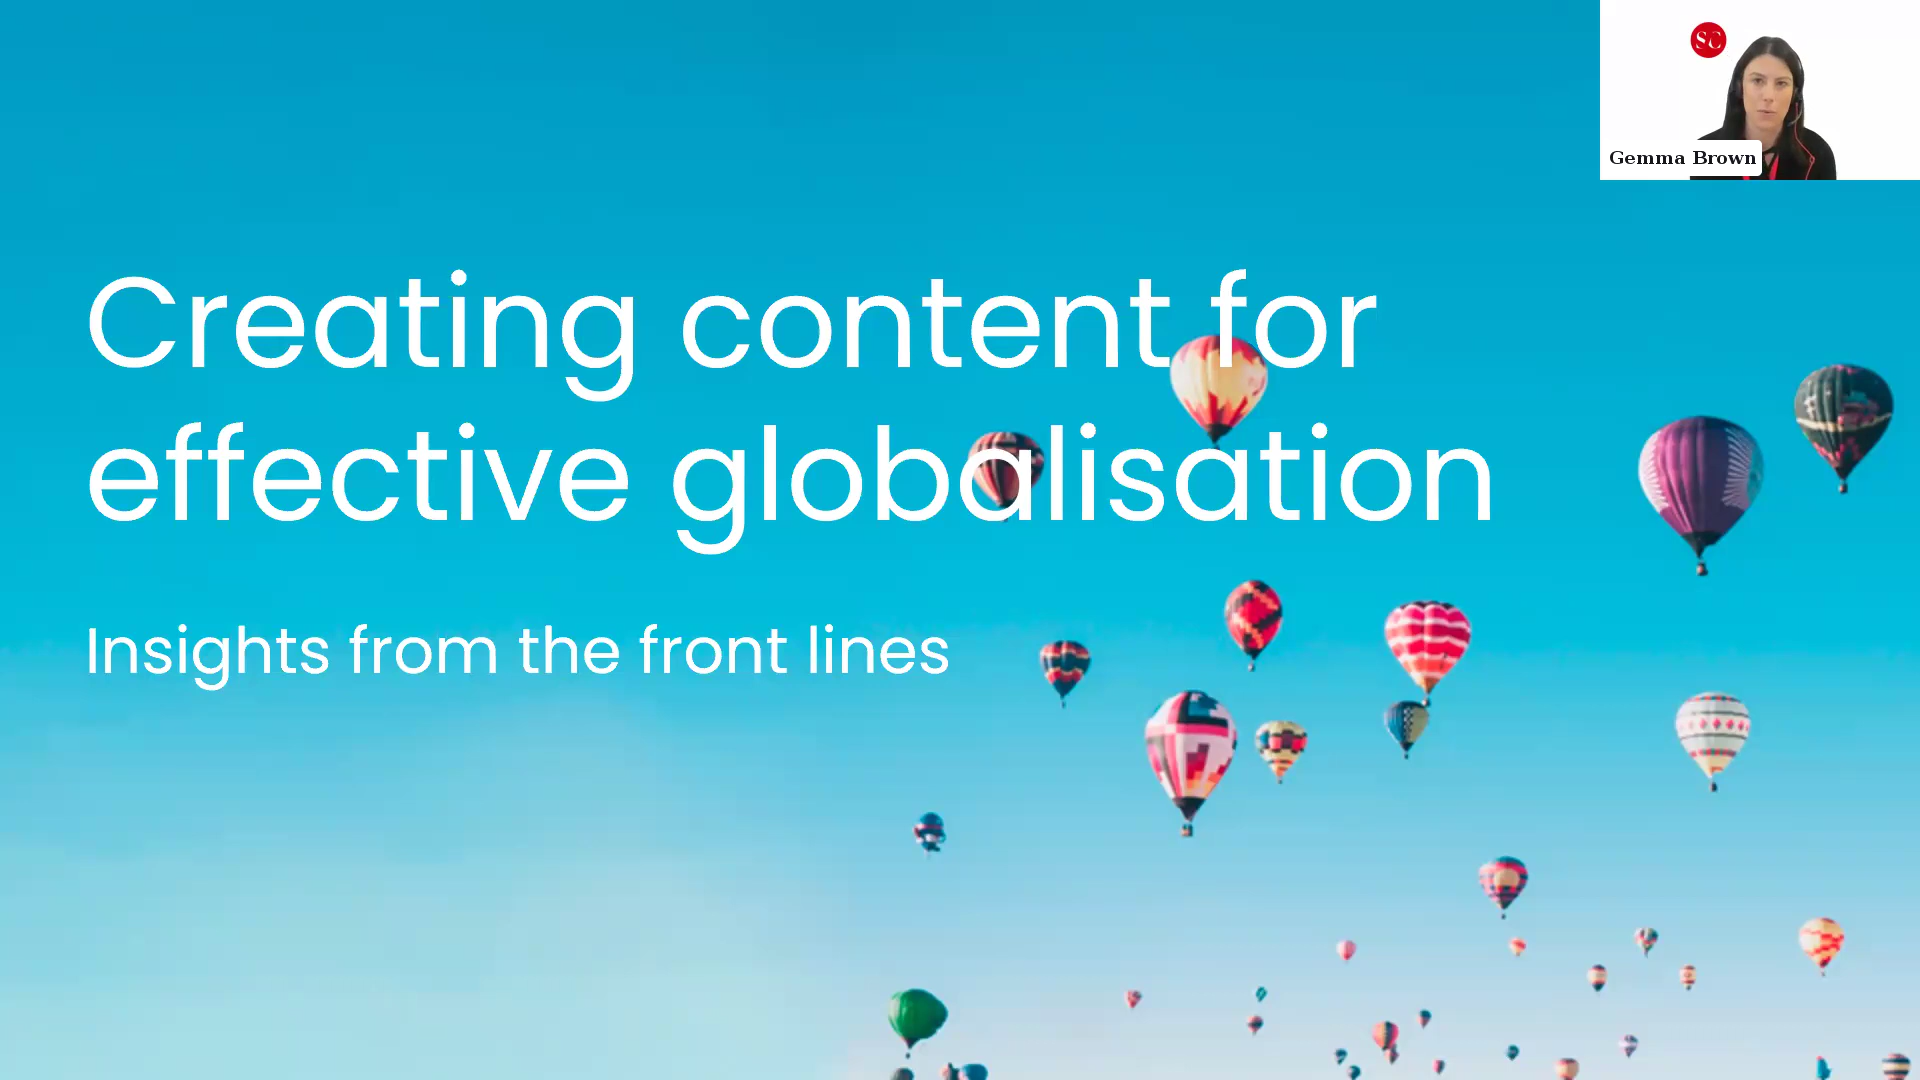 SC
Gemma Brown
Creating content for
effective globalisation
Insights from the front lines